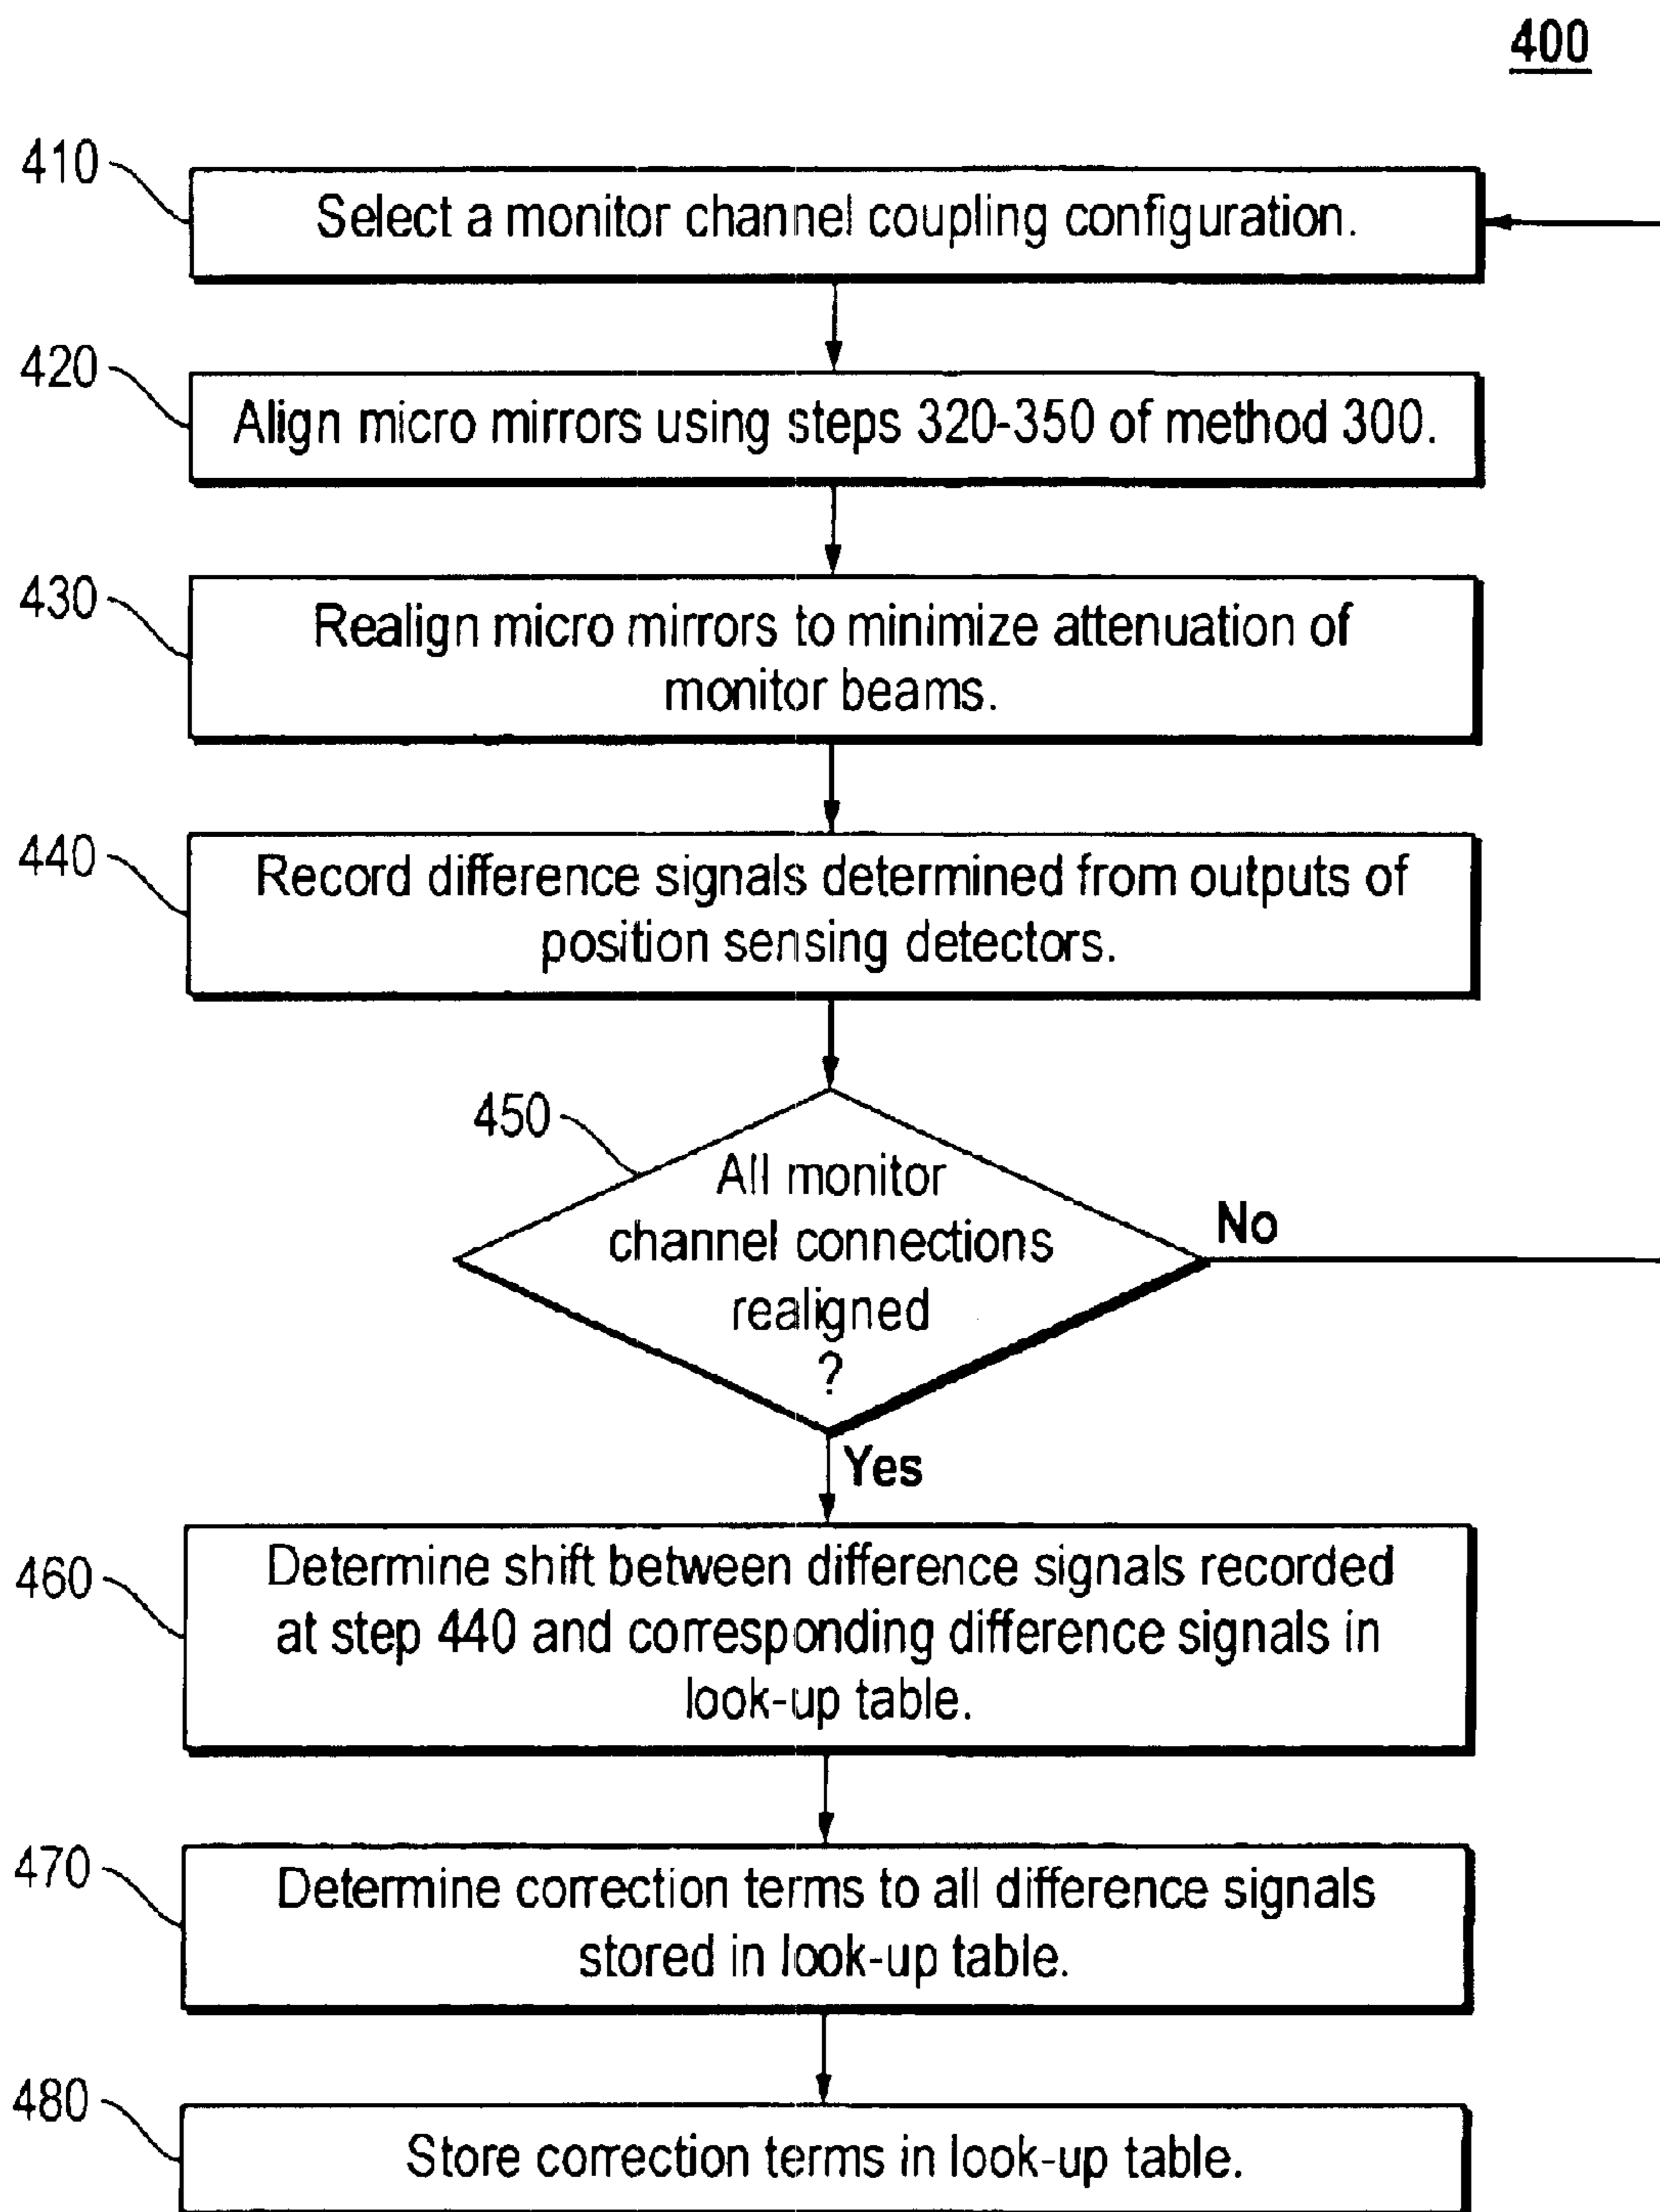 400
410
Select a monitor channel coupling configuration.
420
Align micro mirrors using steps 320-350 of method 300.
430
Realign micro mirrors to minimize attenuation of
monitor beams.
440
Record difference signals determined from outputs of
position sensing detectors.
450
All monitor
channel connections
realigned
?
No
Yes
460
Determine shift between difference signals recorded
at step 440 and corresponding difference signals in
look-up table.
470
Determine correction terms to all difference signals
stored in look-up table.
480
Store correction terms in look-up table.